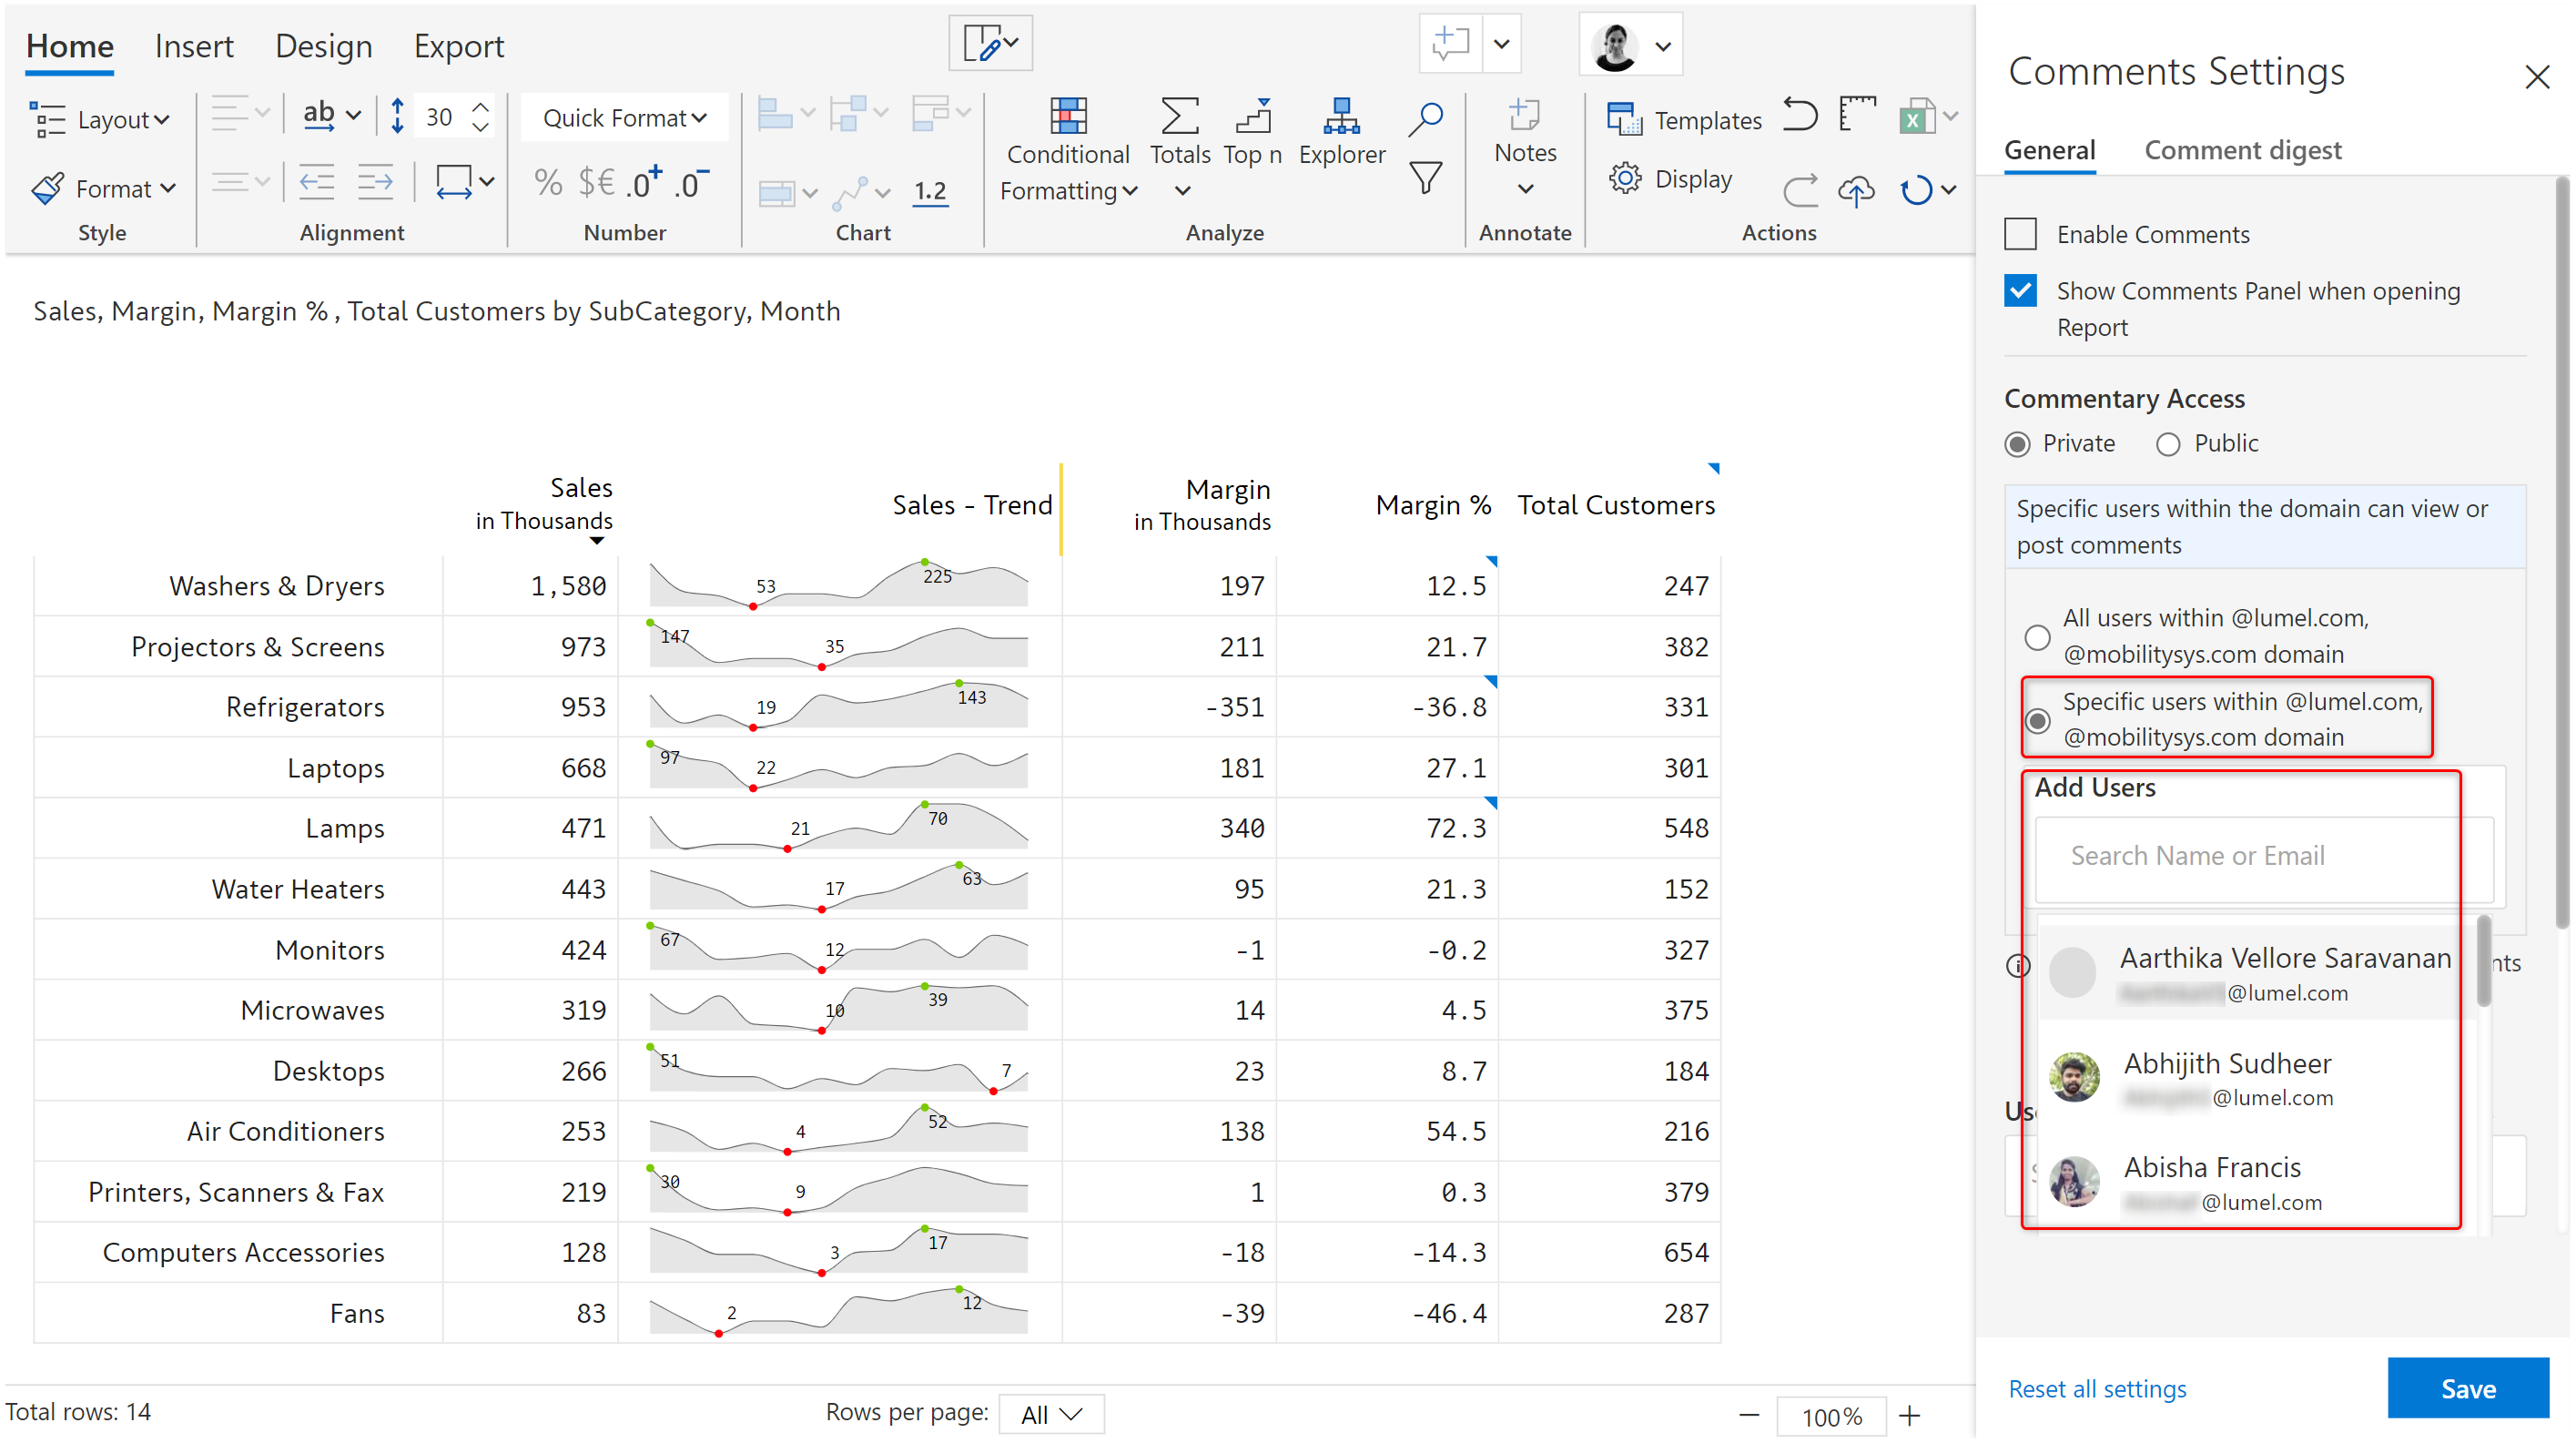 Home Insert Design Export
Layout
ab
30
Quick Format
Format
% $€ .0+ .0-
1.2
Conditional Formatting
Totals
Top n
Explorer
Notes
Templates
Display
Style
Alignment
Number
Chart
Analyze
Annotate
Actions
Sales, Margin, Margin % , Total Customers by SubCategory, Month
Sales in Thousands Sales - Trend Margin in Thousands Margin % Total Customers
Washers & Dryers 1,580 53 225 197 12.5 247
Projectors & Screens 973 147 35 211 21.7 382
Refrigerators 953 19 143 -351 -36.8 331
Laptops 668 97 22 181 27.1 301
Lamps 471 21 70 340 72.3 548
Water Heaters 443 17 63 95 21.3 152
Monitors 424 67 12 -1 -0.2 327
Microwaves 319 10 39 14 4.5 375
Desktops 266 51 7 23 8.7 184
Air Conditioners 253 4 52 138 54.5 216
Printers, Scanners & Fax 219 30 9 1 0.3 379
Computers Accessories 128 3 17 -18 -14.3 654
Fans 83 2 12 -39 -46.4 287
Total rows: 14
Rows per page: All
100%
Comments Settings
General Comment digest
Enable Comments
Show Comments Panel when opening
Report
Commentary Access
Private Public
Specific users within the domain can view or
post comments
All users within @lumel.com,
@mobilitysys.com domain
Specific users within @lumel.com,
@mobilitysys.com domain
Add Users
Search Name or Email
Aarthika Vellore Saravanan
@lumel.com
Abhijith Sudheer
@lumel.com
Abisha Francis
@lumel.com
Reset all settings
Save